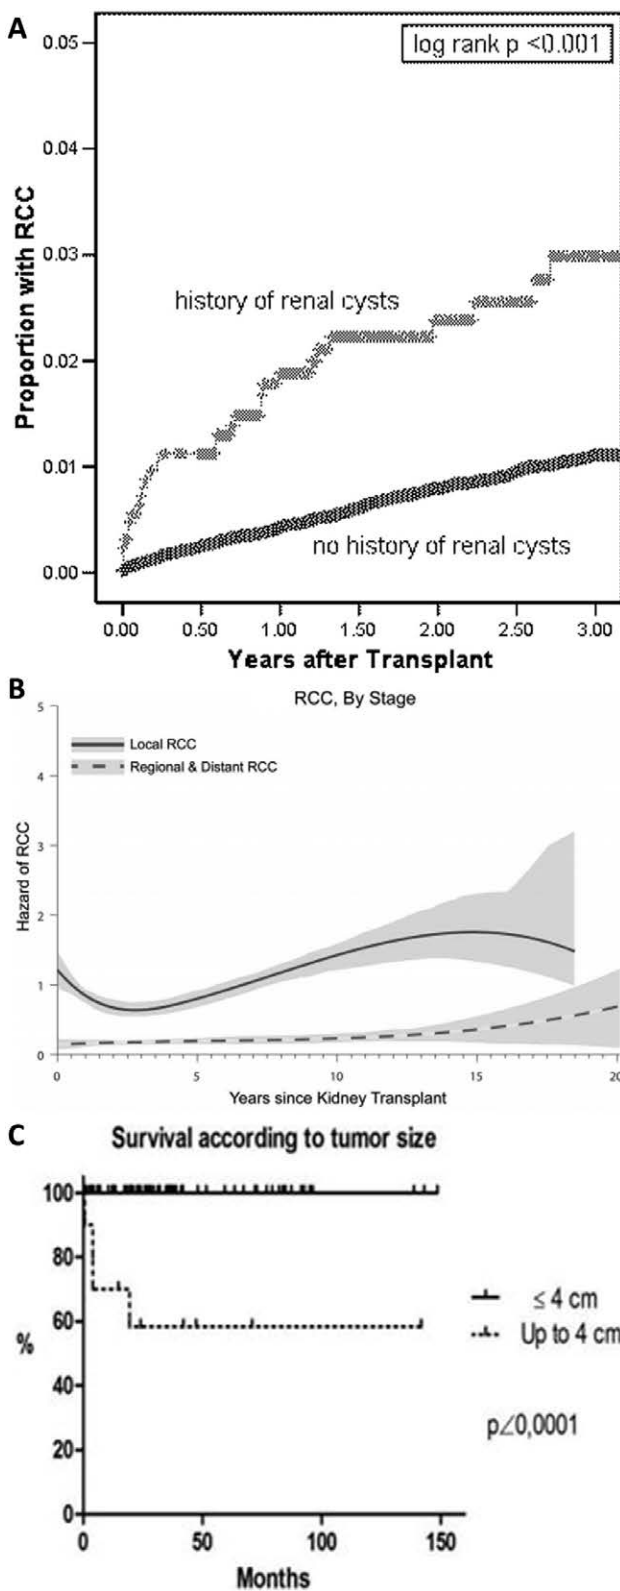 A
log rank p <0.001
Proportion with RCC
0.05
0.04
0.03
0.02
0.01
0.00
history of renal cysts
no history of renal cysts
0.00 0.50 1.00 1.50 2.00 2.50 3.00
Years after Transplant
B
RCC, By Stage
Local RCC
Regional & Distant RCC
Hazard of RCC
5
4
3
2
1
0
0 5 10 15 20
Years since Kidney Transplant
C
Survival according to tumor size
%
100
80
60
40
20
0
≤ 4 cm
Up to 4 cm
p∠0,0001
0 50 100 150
Months